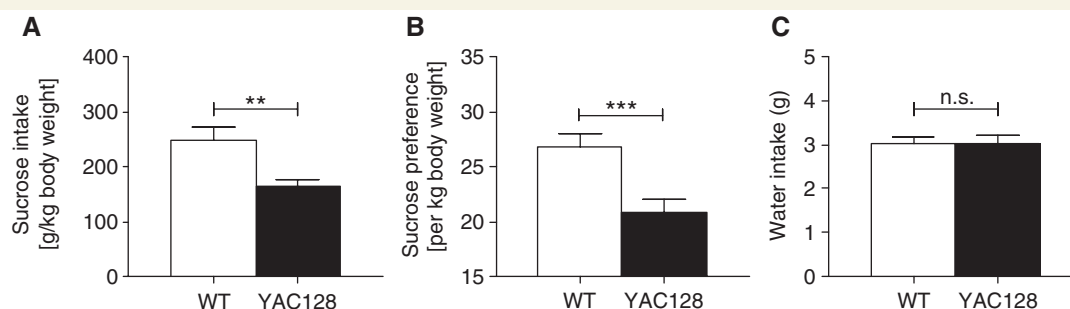 A
Sucrose intake
[g/kg body weight]
400
300
200
100
0
**
WT YAC128
B
Sucrose preference
[per kg body weight]
35
30
25
20
15
***
WT YAC128
C
Water intake (g)
5
4
3
2
1
0
n.s.
WT YAC128